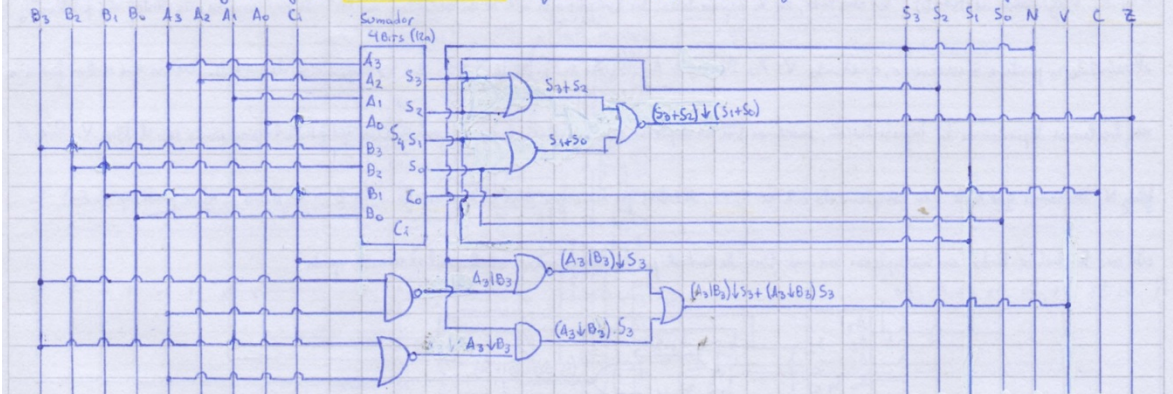 B3 B2 B1 B0 A3 A2 A1 A0 Ci
Sumador
4Bits (12n)
S3 S2 S1 S0 N V C Z
A3
A2
A1
A0
B3
B2
B1
B0
Ci
S3
S2
S1
S0
C0
S3+S2
S1+S0
(S3+S2)↓(S1+S0)
A3|B3
(A3|B3)↓S3
A3↓B3
(A3↓B3).S3
(A3|B3)↓S3+(A3↓B3)S3